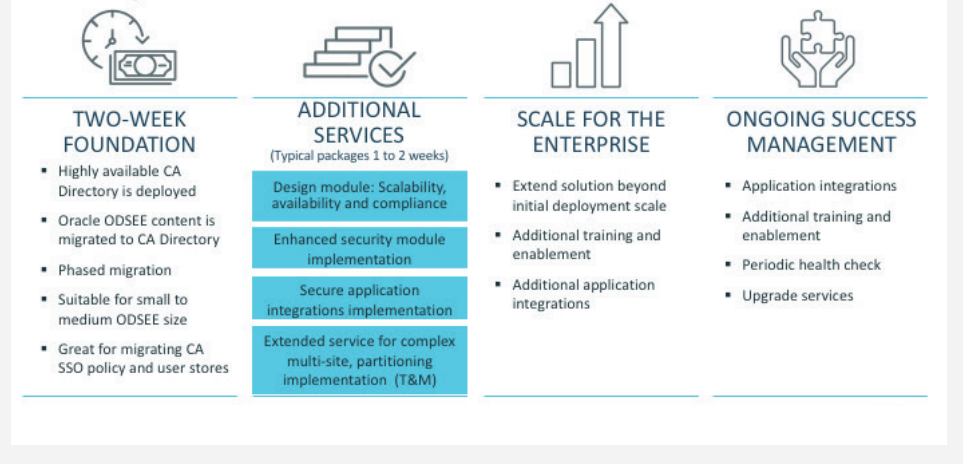 TWO-WEEK
FOUNDATION
▪ Highly available CA
Directory is deployed
▪ Oracle ODSEE content is
migrated to CA Directory
▪ Phased migration
▪ Suitable for small to
medium ODSEE size
▪ Great for migrating CA
SSO policy and user stores
ADDITIONAL
SERVICES
(Typical packages 1 to 2 weeks)
Design module: Scalability,
availability and compliance
Enhanced security module
implementation
Secure application
integrations implementation
Extended service for complex
multi-site, partitioning
implementation (T&M)
SCALE FOR THE
ENTERPRISE
▪ Extend solution beyond
initial deployment scale
▪ Additional training and
enablement
▪ Additional application
integrations
ONGOING SUCCESS
MANAGEMENT
▪ Application integrations
▪ Additional training and
enablement
▪ Periodic health check
▪ Upgrade services